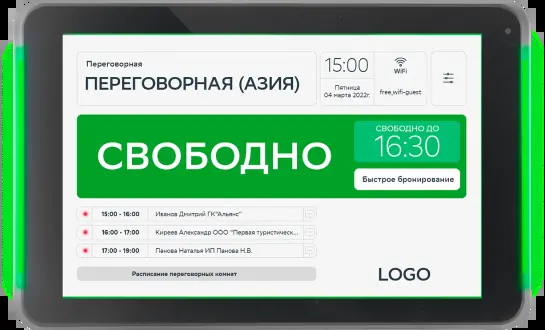 Переговорная
ПЕРЕГОВОРНАЯ (АЗИЯ)
15:00
Пятница
04 марта 2022г.
WiFi
free_wifi-guest
СВОБОДНО
СВОБОДНО ДО
16:30
Быстрое бронирование
15:00 - 16:00 Иванов Дмитрий ГК"Альянс"
16:00 - 17:00 Киреев Александр ООО "Первая туристическ...
17:00 - 19:00 Панова Наталья ИП Панова Н.В.
Расписание переговорных комнат
LOGO